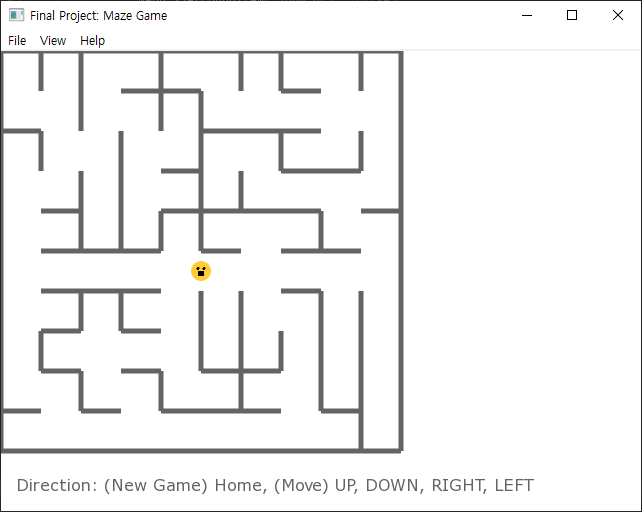 Final Project: Maze Game
File View Help
Direction: (New Game) Home, (Move) UP, DOWN, RIGHT, LEFT